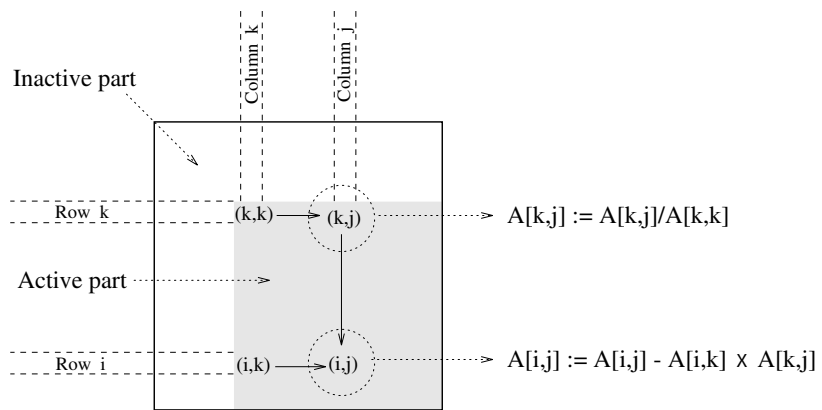 Column k
Column j
Inactive part
Row k
(k,k)
(k,j)
A[k,j] := A[k,j]/A[k,k]
Active part
Row i
(i,k)
(i,j)
A[i,j] := A[i,j] - A[i,k] x A[k,j]